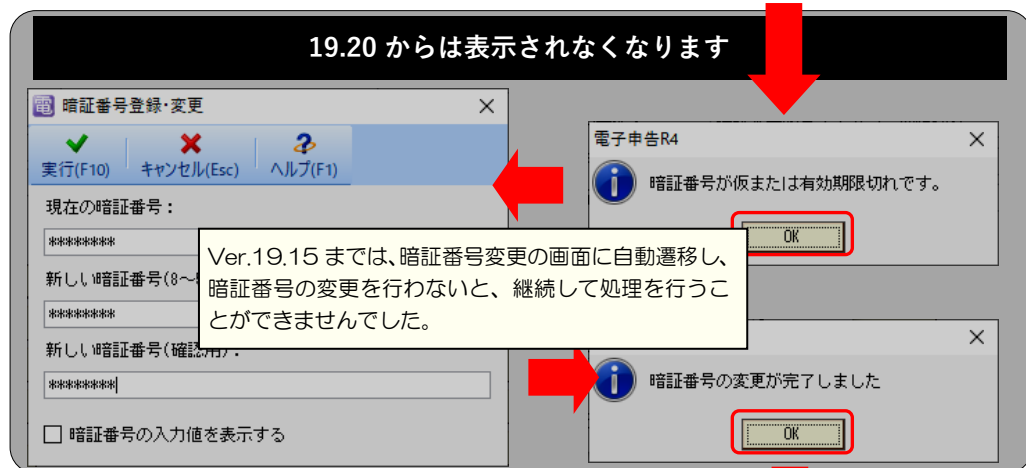 19.20 からは表示されなくなります
暗証番号登録・変更
実行(F10) キャンセル(Esc) ヘルプ(F1)
現在の暗証番号：
********
新しい暗証番号(8～
*********
新しい暗証番号(確認用)：
*********
暗証番号の入力値を表示する
Ver.19.15 までは、暗証番号変更の画面に自動遷移し、
暗証番号の変更を行わないと、継続して処理を行うこ
とができませんでした。
電子申告R4
暗証番号が仮または有効期限切れです。
OK
暗証番号の変更が完了しました
OK